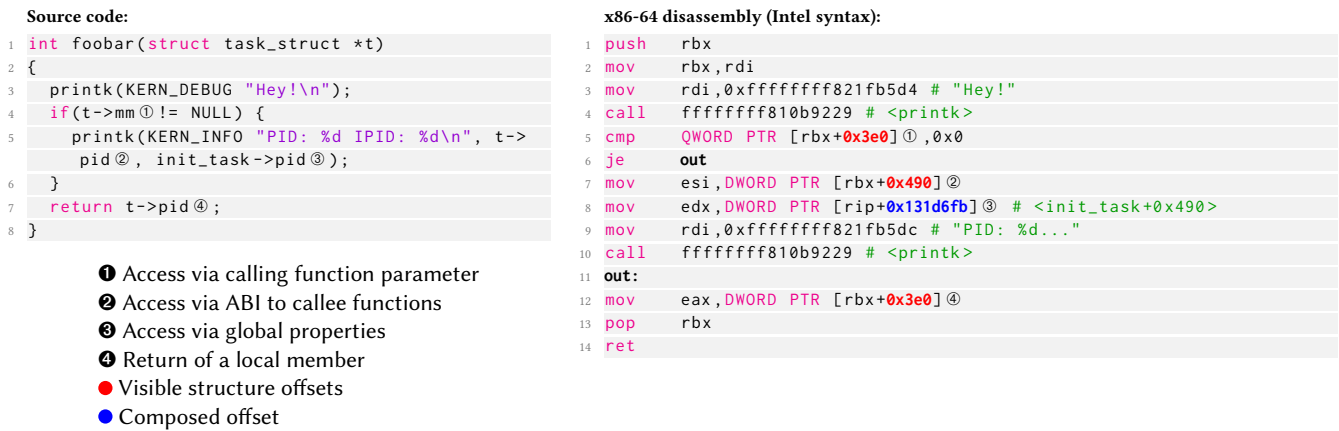 Source code:
1 int foobar(struct task_struct *t)
2 {
3 printk(KERN_DEBUG "Hey!\n");
4 if(t->mm ① != NULL) {
5 printk(KERN_INFO "PID: %d IPID: %d\n", t->
pid ② , init_task->pid ③ );
6 }
7 return t->pid ④ ;
8 }
❶ Access via calling function parameter
❷ Access via ABI to callee functions
❸ Access via global properties
❹ Return of a local member
● Visible structure offsets
● Composed offset
x86-64 disassembly (Intel syntax):
1 push rbx
2 mov rbx,rdi
3 mov rdi,0xffffffff821fb5d4 # "Hey!"
4 call ffffffff810b9229 # <printk>
5 cmp QWORD PTR [rbx+0x3e0] ① ,0x0
6 je out
7 mov esi,DWORD PTR [rbx+0x490] ②
8 mov edx,DWORD PTR [rip+0x131d6fb] ③ # <init_task+0x490>
9 mov rdi,0xffffffff821fb5dc # "PID: %d..."
10 call ffffffff810b9229 # <printk>
11 out:
12 mov eax,DWORD PTR [rbx+0x3e0] ④
13 pop rbx
14 ret